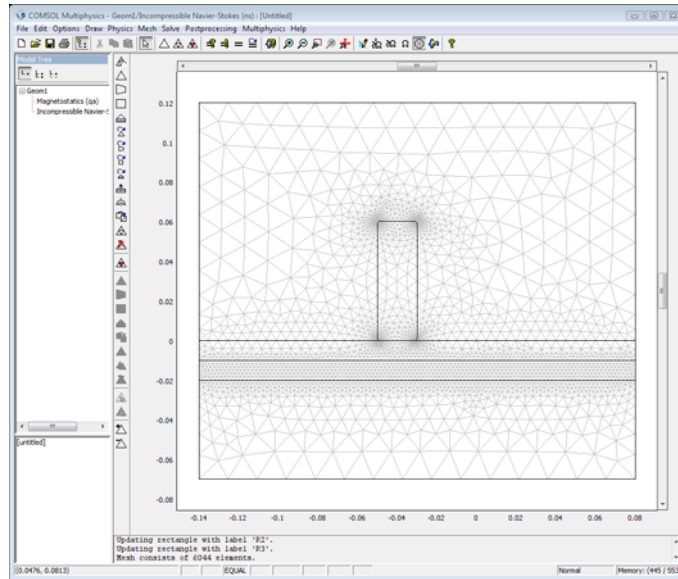 COMSOL Multiphysics - Geom1/Incompressible Navier-Stokes (ns) : [Untitled]
File Edit Options Draw Physics Mesh Solve Postprocessing Multiphysics Help
Model Tree
Geom1
Magnetostatics (qa)
Incompressible Navier-S
0.12
0.1
0.08
0.06
0.04
0.02
0
-0.02
-0.04
-0.06
-0.08
-0.14 -0.12 -0.1 -0.08 -0.06 -0.04 -0.02 0 0.02 0.04 0.06 0.08
[untitled]
Updating rectangle with label 'R2'.
Updating rectangle with label 'R3'.
Mesh consists of 6044 elements.
(0.0476, 0.0813) EQUAL Normal Memory: (445 / 553